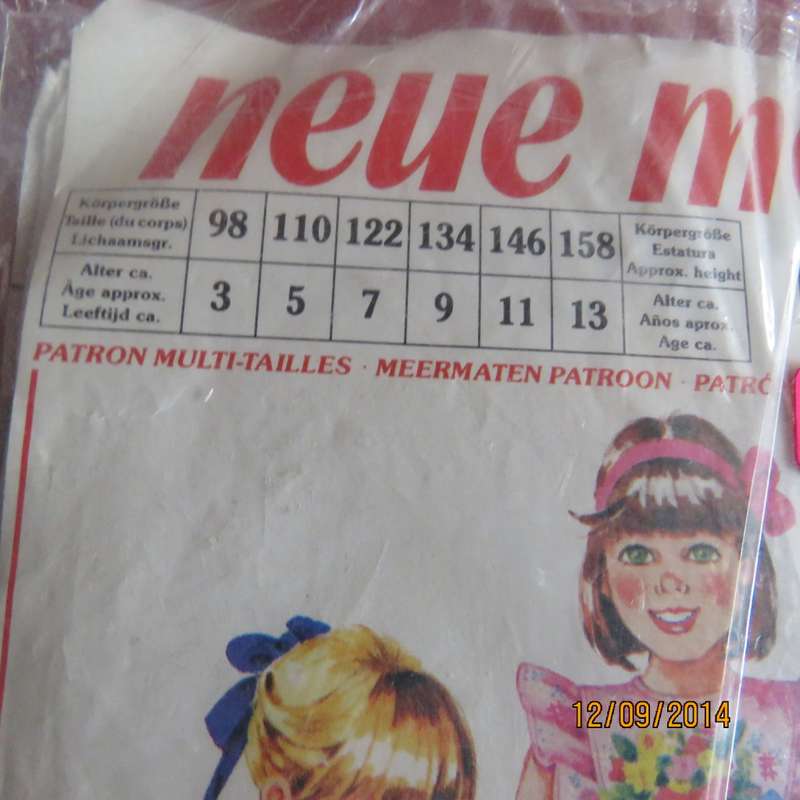 neue m
Körpergröße
Taille (du corps)
Lichaamsgr.
98 110 122 134 146 158
Körpergröße
Estatura
Approx. height
Alter ca.
Âge approx.
Leeftijd ca.
3 5 7 9 11 13
Alter ca.
Años aprox.
Age ca.
PATRON MULTI-TAILLES · MEERMATEN PATROON · PATRÓ
12/09/2014